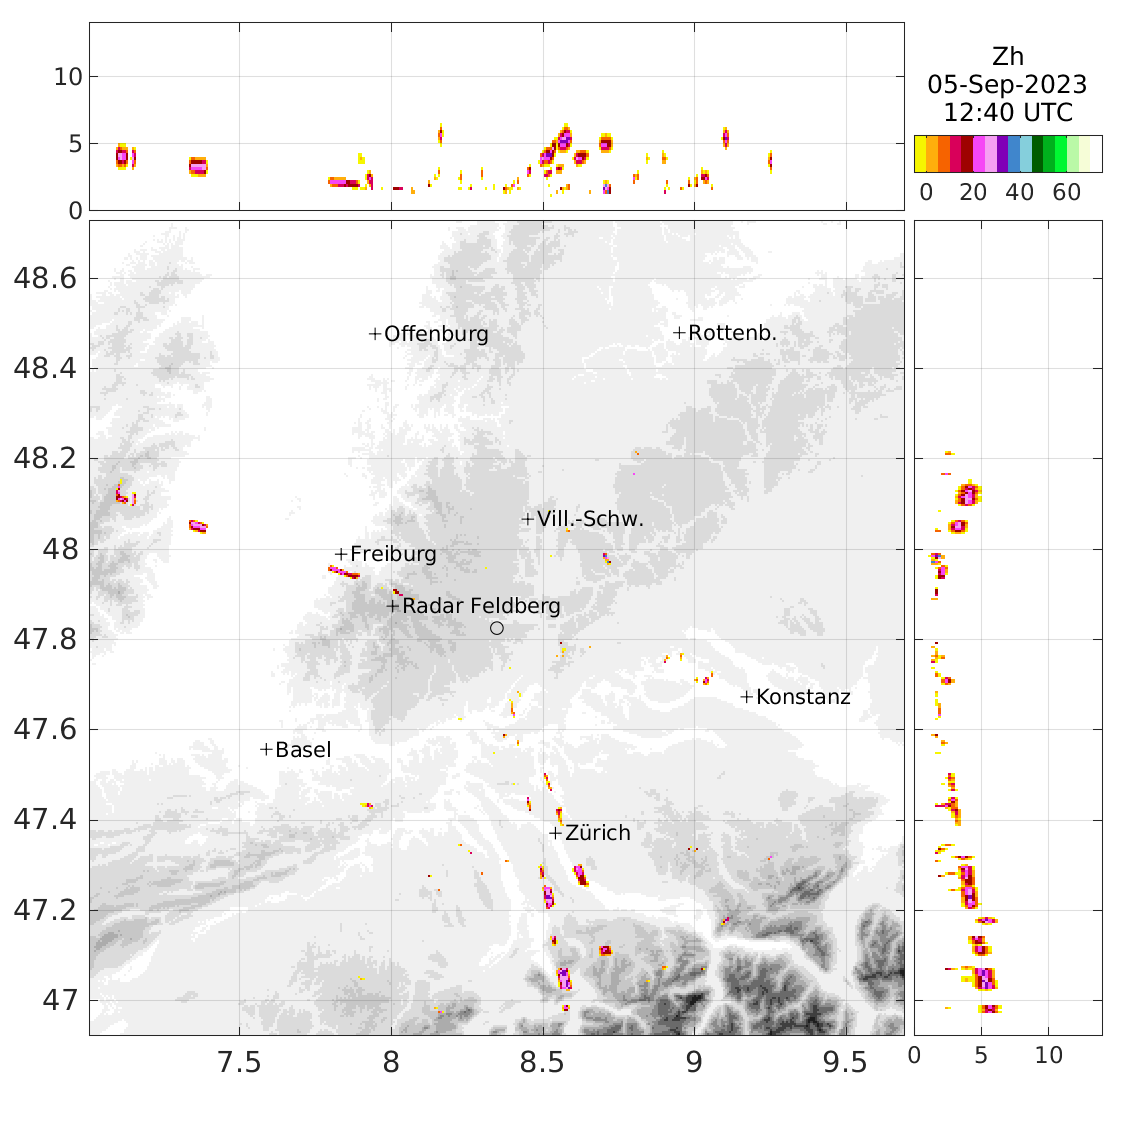 Zh
05-Sep-2023
12:40 UTC
0 20 40 60
10
5
0
48.6
48.4
48.2
48
47.8
47.6
47.4
47.2
47
+Offenburg
+Rottenb.
+Vill.-Schw.
+Freiburg
+Radar Feldberg
+Konstanz
+Basel
+Zürich
7.5 8 8.5 9 9.5
0 5 10